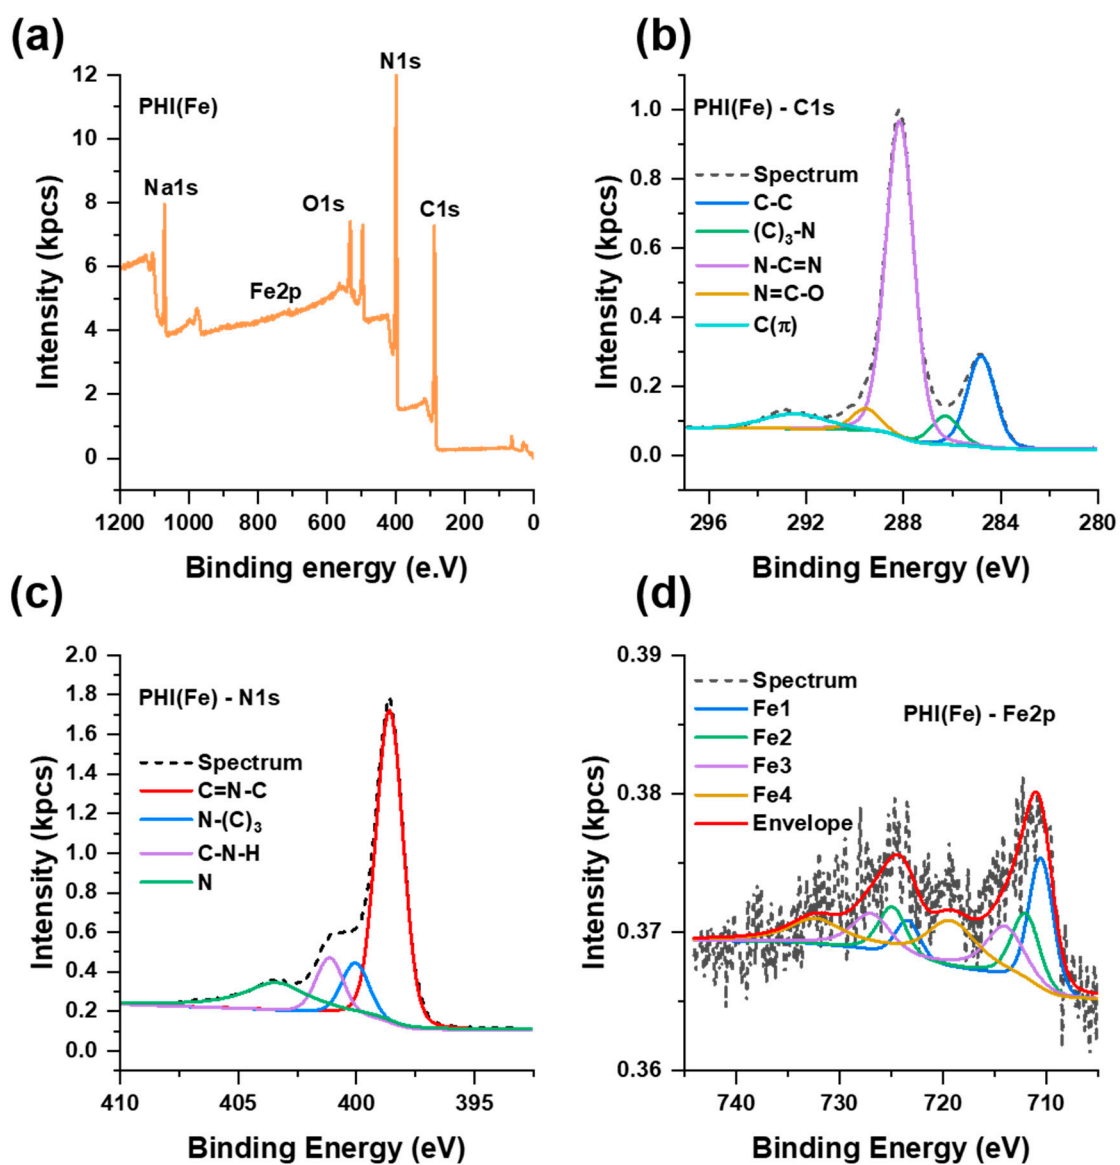 (a)
N1s
12
PHI(Fe)
10
Na1s
8
O1s
C1s
6
Fe2p
4
2
0
1200 1000 800 600 400 200 0
Intensity (kpcs)
Binding energy (e.V)
(b)
PHI(Fe) - C1s
1.0
Spectrum
C-C
0.8
(C)₃-N
N-C=N
0.6
N=C-O
C(π)
0.4
0.2
0.0
296 292 288 284 280
Intensity (kpcs)
Binding Energy (eV)
(c)
2.0
1.8
PHI(Fe) - N1s
1.6
Spectrum
1.4
C=N-C
1.2
N-(C)₃
1.0
C-N-H
N
0.8
0.6
0.4
0.2
0.0
410 405 400 395
Intensity (kpcs)
Binding Energy (eV)
(d)
0.39
Spectrum
Fe1
PHI(Fe) - Fe2p
Fe2
Fe3
0.38
Fe4
Envelope
0.37
0.36
740 730 720 710
Intensity (kpcs)
Binding Energy (eV)